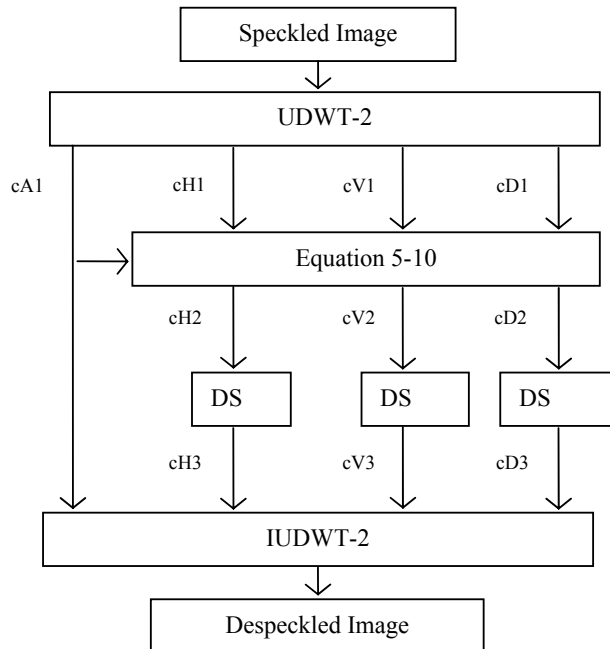 Speckled Image
UDWT-2
cA1 cH1 cV1 cD1
Equation 5-10
cH2 cV2 cD2
DS DS DS
cH3 cV3 cD3
IUDWT-2
Despeckled Image